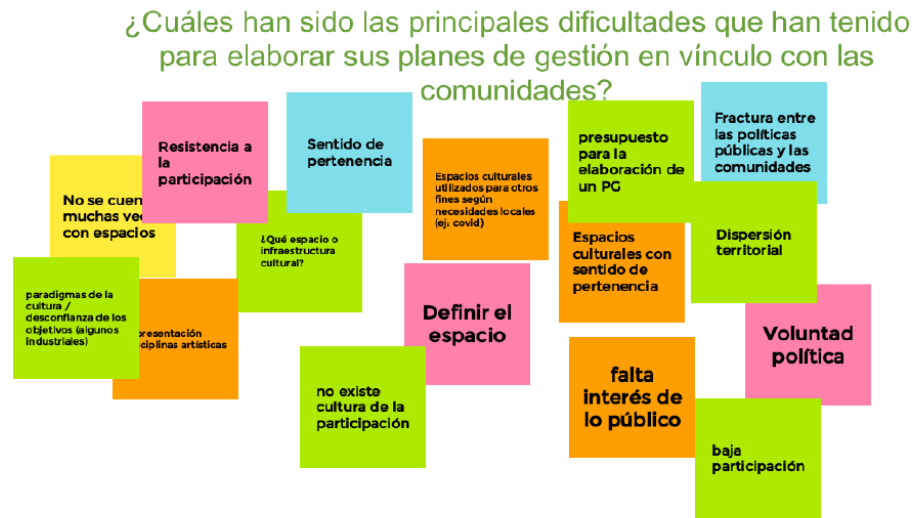 ¿Cuáles han sido las principales dificultades que han tenido
para elaborar sus planes de gestión en vínculo con las
comunidades?
Resistencia a
la
participación
Sentido de
pertenencia
Espacios culturales
utilizados para otros
fines según
necesidades locales
(ej: covid)
presupuesto
para la
elaboración de
un PG
Fractura entre
las políticas
públicas y las
comunidades
No se
muchas
con espacios
¿Qué espacio o
infraestructura
cultural?
Espacios
culturales con
sentido de
pertenencia
Dispersión
territorial
paradigmas de la
cultura /
desconfianza de los
objetivos (algunos
industriales)
artísticas
Definir el
espacio
Voluntad
política
no existe
cultura de la
participación
falta
interés de
lo público
baja
participación